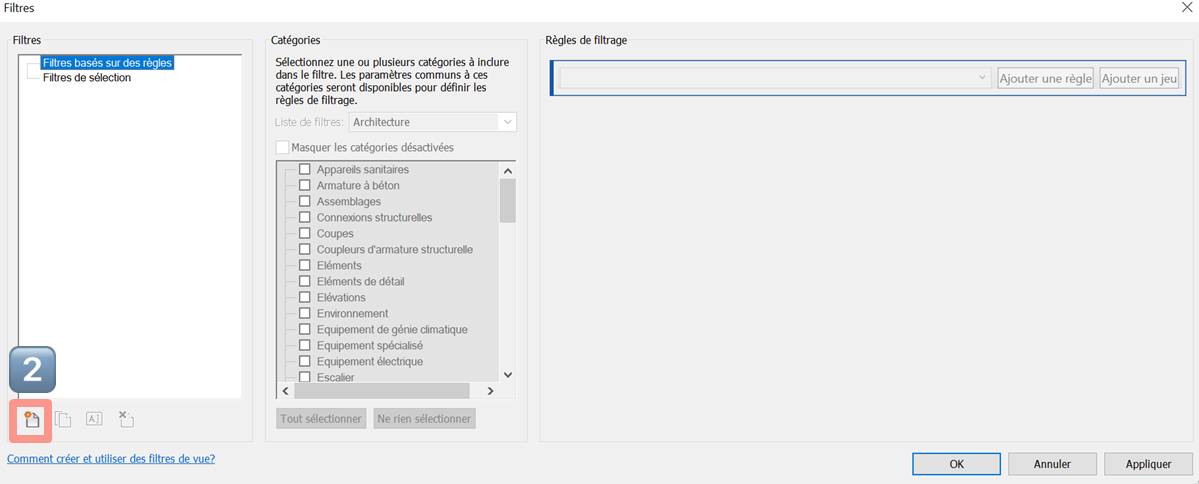 Filtres
Filtres
Filtres basés sur des règles
Filtres de sélection
2
Comment créer et utiliser des filtres de vue?
Catégories
Sélectionnez une ou plusieurs catégories à inclure
dans le filtre. Les paramètres communs à ces
catégories seront disponibles pour définir les
règles de filtrage.
Liste de filtres: Architecture
Masquer les catégories désactivées
Appareils sanitaires
Armature à béton
Assemblages
Connexions structurelles
Coupes
Coupleurs d'armature structurelle
Eléments
Eléments de détail
Elévations
Environnement
Equipement de génie climatique
Equipement spécialisé
Equipement électrique
Escalier
Tout sélectionner Ne rien sélectionner
Règles de filtrage
Ajouter une règle Ajouter un jeu
OK Annuler Appliquer